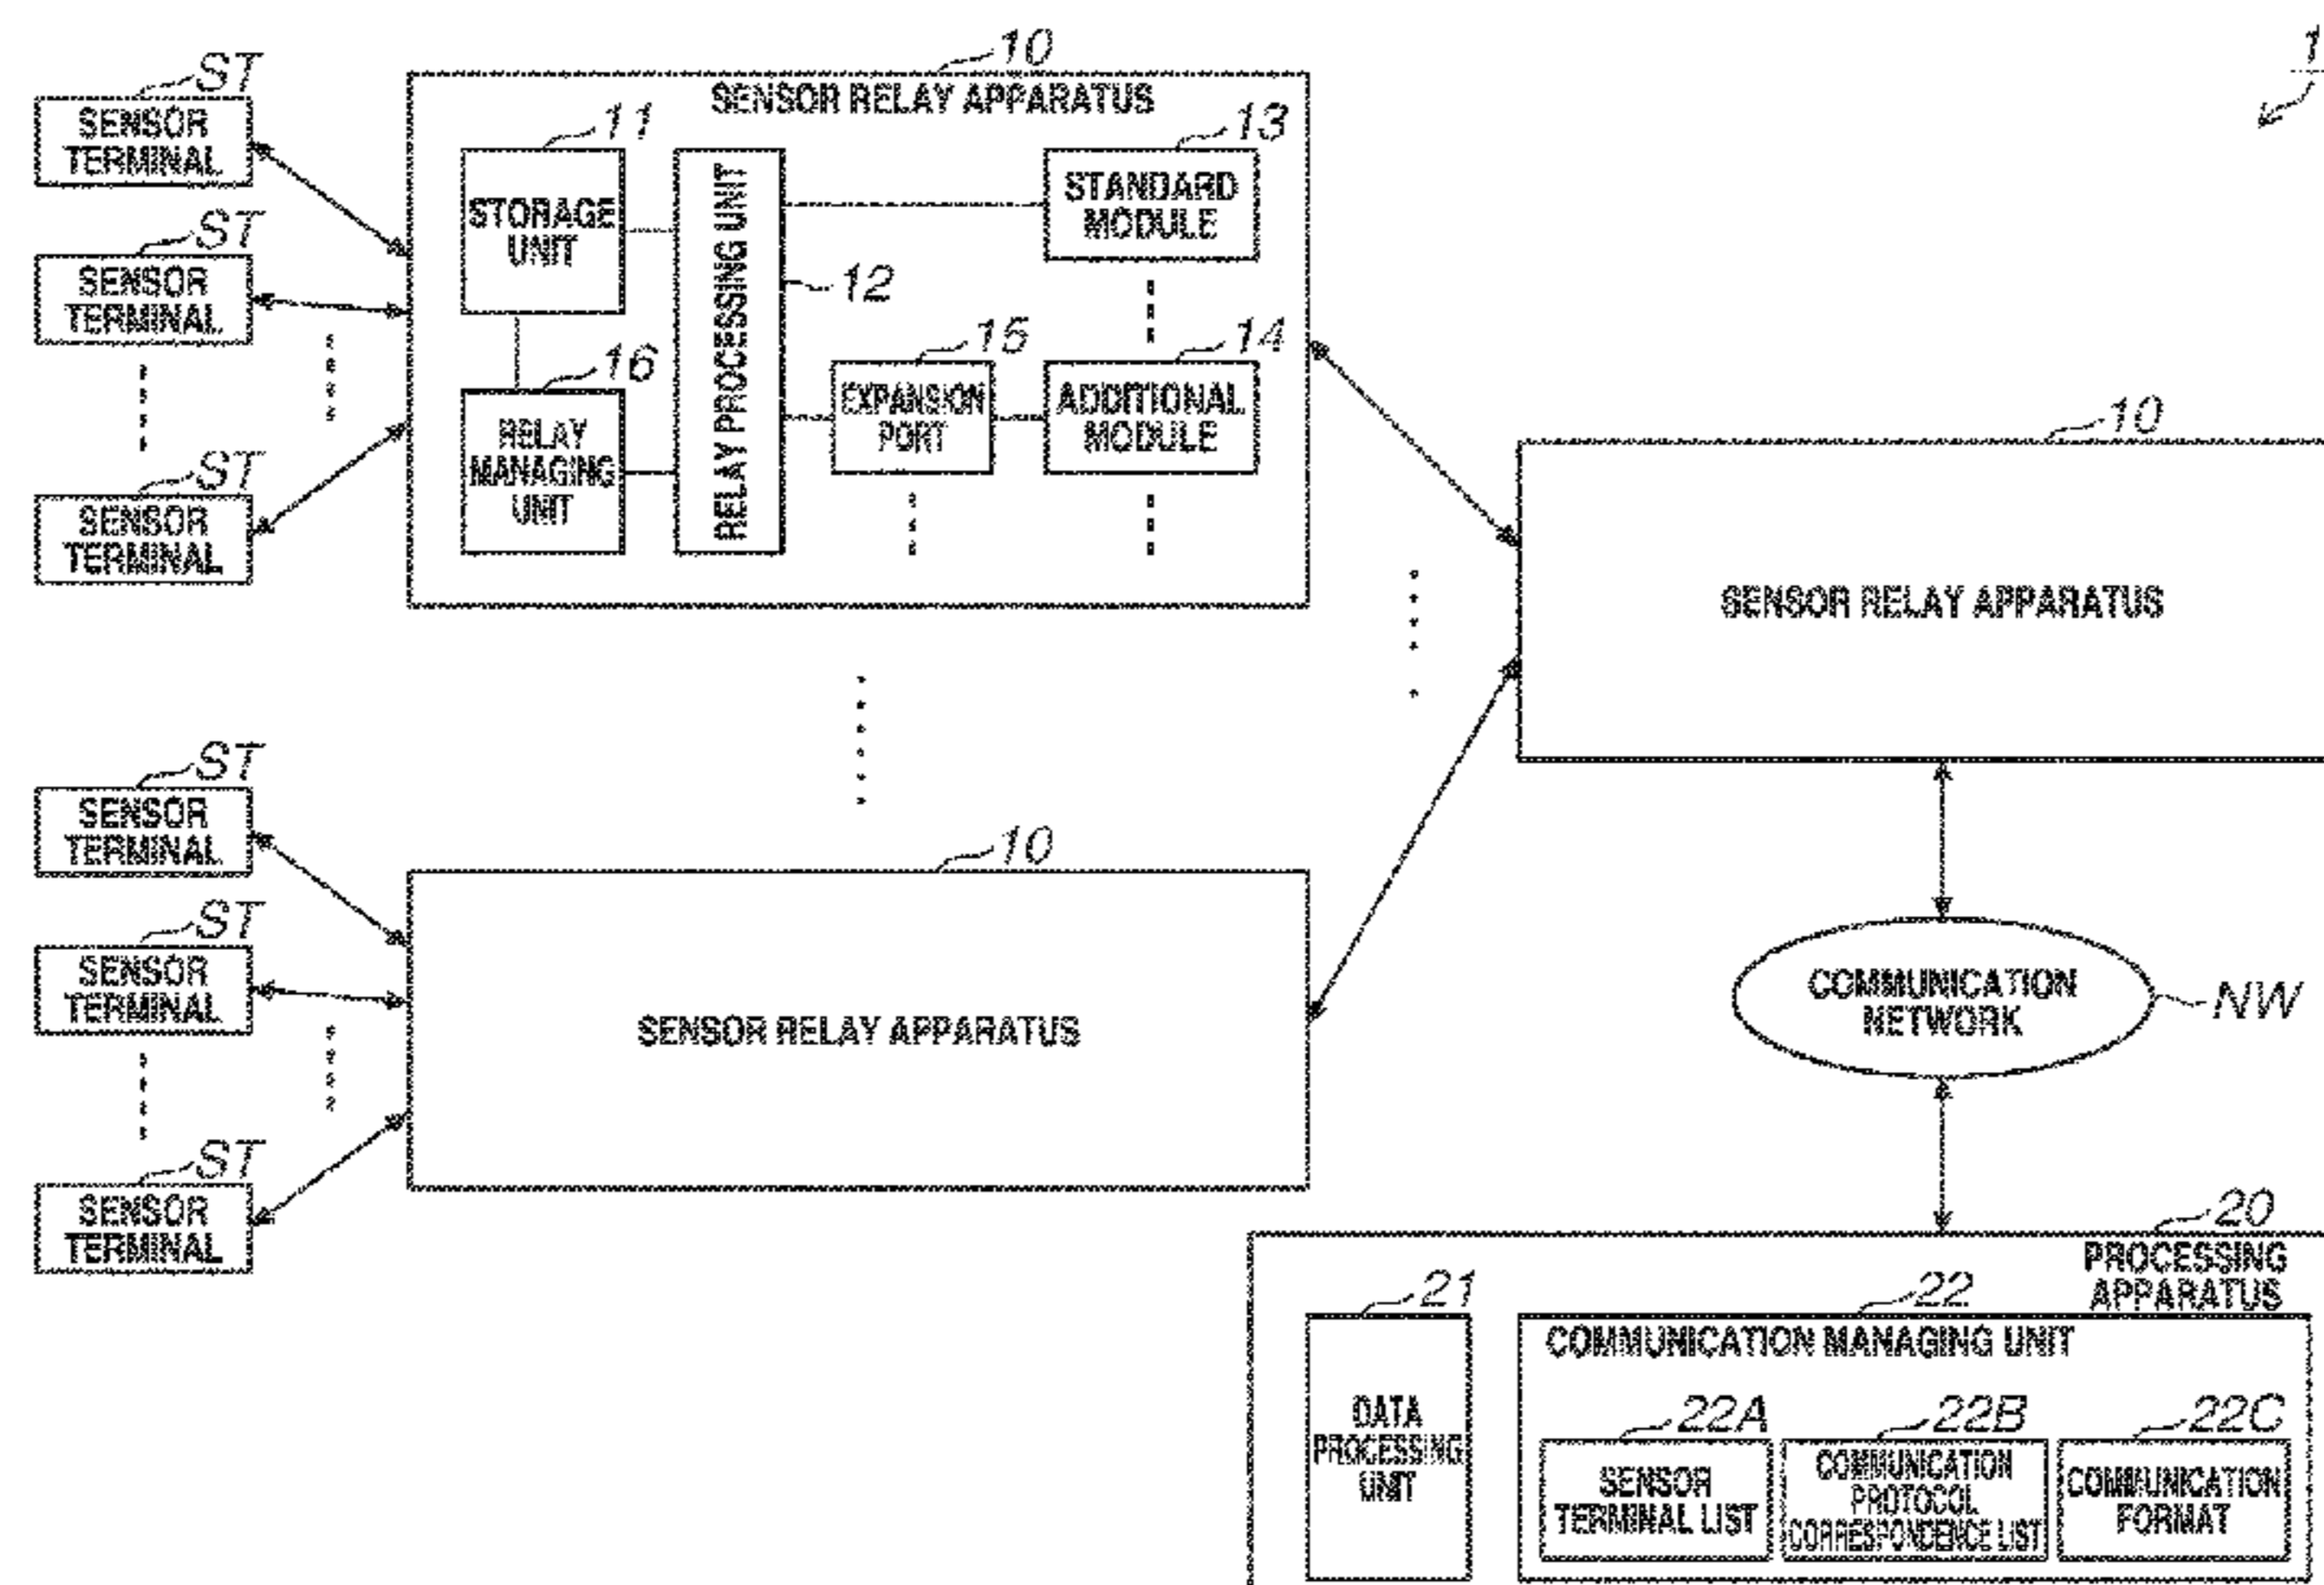 1
10
SENSOR RELAY APPARATUS
ST
SENSOR
TERMINAL
ST
SENSOR
TERMINAL
ST
SENSOR
TERMINAL
11
STORAGE
UNIT
16
RELAY
MANAGING
UNIT
RELAY PROCESSING UNIT
12
13
STANDARD
MODULE
15
EXPANSION
PORT
14
ADDITIONAL
MODULE
10
SENSOR RELAY APPARATUS
ST
SENSOR
TERMINAL
ST
SENSOR
TERMINAL
ST
SENSOR
TERMINAL
10
SENSOR RELAY APPARATUS
COMMUNICATION
NETWORK
NW
20
PROCESSING
APPARATUS
21
DATA
PROCESSING
UNIT
22
COMMUNICATION MANAGING UNIT
22A
SENSOR
TERMINAL LIST
22B
COMMUNICATION
PROTOCOL
CORRESPONDENCE LIST
22C
COMMUNICATION
FORMAT